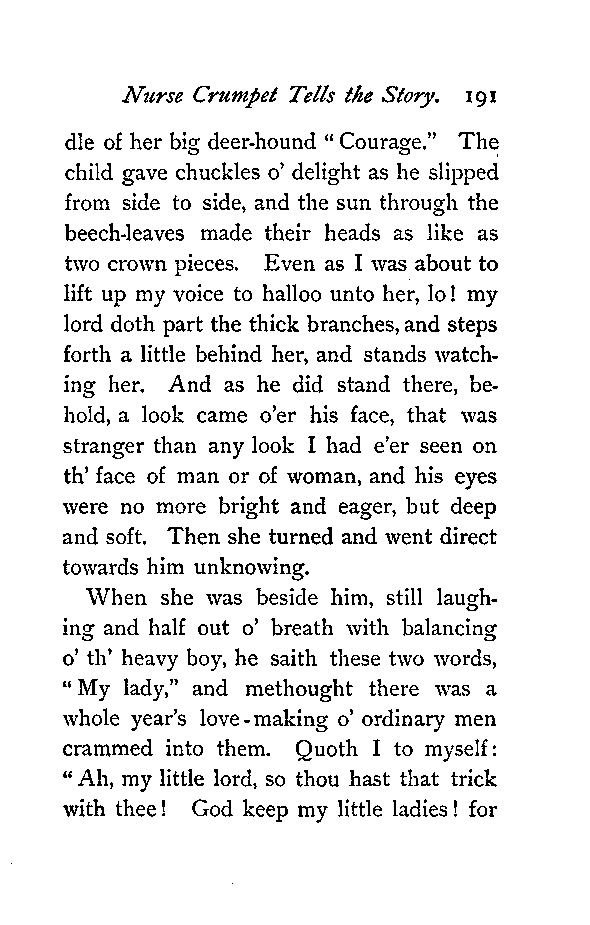 Nurse Crumpet Tells the Story. 191
dle of her big deer-hound “Courage.” The
child gave chuckles o’ delight as he slipped
from side to side, and the sun through the
beech-leaves made their heads as like as
two crown pieces. Even as I was about to
lift up my voice to halloo unto her, lo! my
lord doth part the thick branches, and steps
forth a little behind her, and stands watch-
ing her. And as he did stand there, be-
hold, a look came o’er his face, that was
stranger than any look I had e’er seen on
th’ face of man or of woman, and his eyes
were no more bright and eager, but deep
and soft. Then she turned and went direct
towards him unknowing.
When she was beside him, still laugh-
ing and half out o’ breath with balancing
o’ th’ heavy boy, he saith these two words,
“My lady,” and methought there was a
whole year’s love-making o’ ordinary men
crammed into them. Quoth I to myself:
“Ah, my little lord, so thou hast that trick
with thee! God keep my little ladies! for